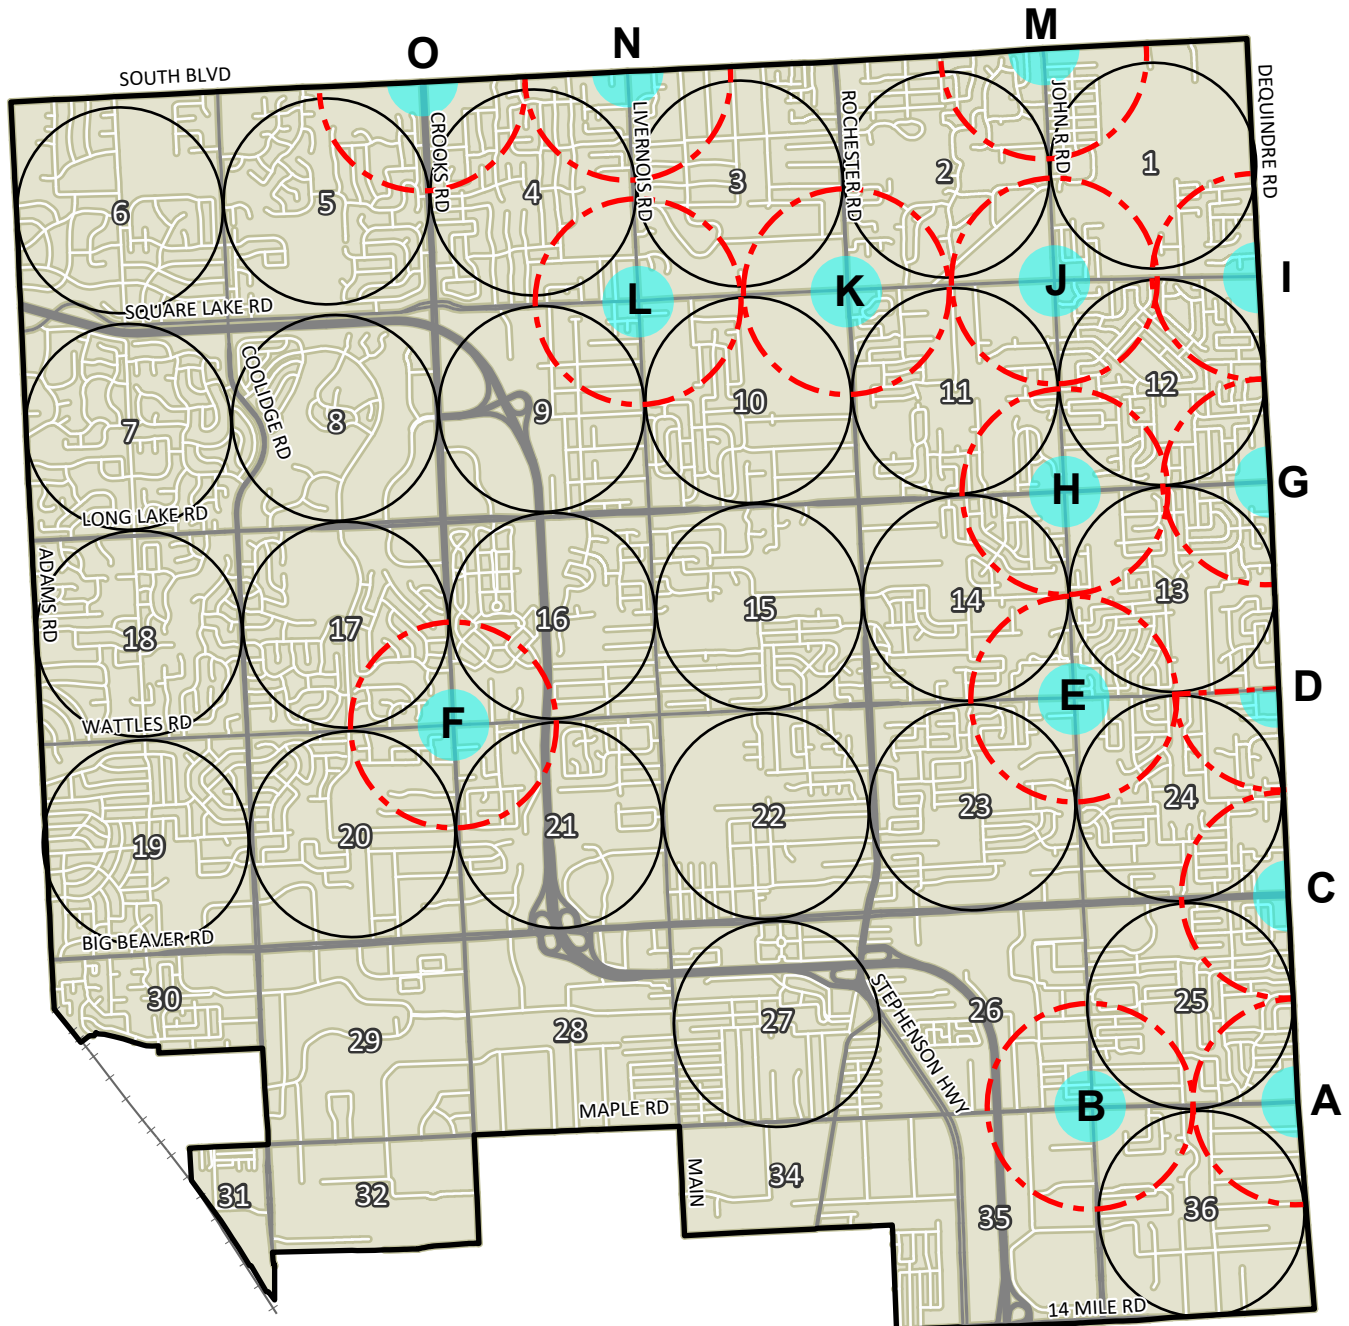 M
N
O
SOUTH BLVD
DEQUINDRE RD
JOHN R RD
ROCHESTER RD
LIVERNOIS RD
CROOKS RD
6
5
4
3
2
1
I
J
K
L
SQUARE LAKE RD
COOLIDGE RD
7
8
9
10
11
12
G
H
LONG LAKE RD
ADAMS RD
18
17
16
15
14
13
D
E
F
WATTLES RD
19
20
21
22
23
24
C
BIG BEAVER RD
30
29
28
27
26
25
STEPHENSON HWY
A
B
MAPLE RD
MAIN
31
32
34
35
36
14 MILE RD